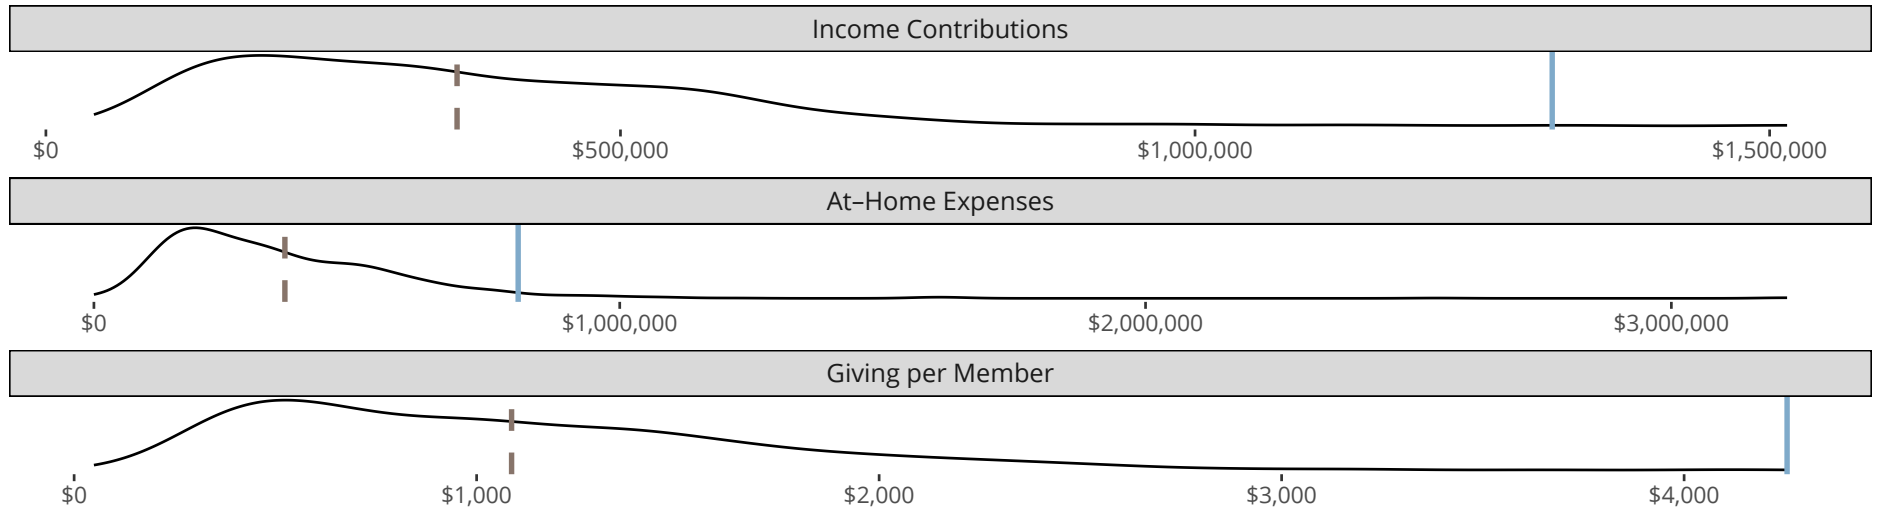 Income Contributions
$0 $500,000 $1,000,000 $1,500,000
At–Home Expenses
$0 $1,000,000 $2,000,000 $3,000,000
Giving per Member
$0 $1,000 $2,000 $3,000 $4,000